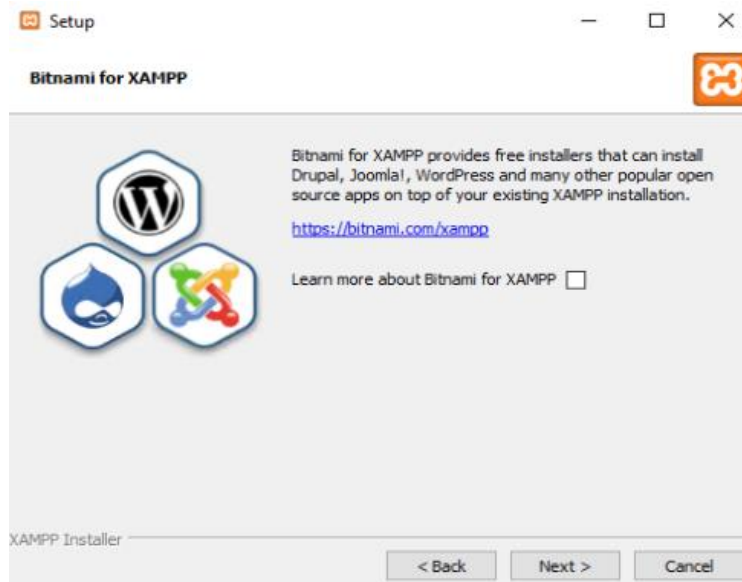 Setup
Bitnami for XAMPP
Bitnami for XAMPP provides free installers that can install
Drupal, Joomla!, WordPress and many other popular open
source apps on top of your existing XAMPP installation.
https://bitnami.com/xampp
Learn more about Bitnami for XAMPP
XAMPP Installer
< Back
Next >
Cancel